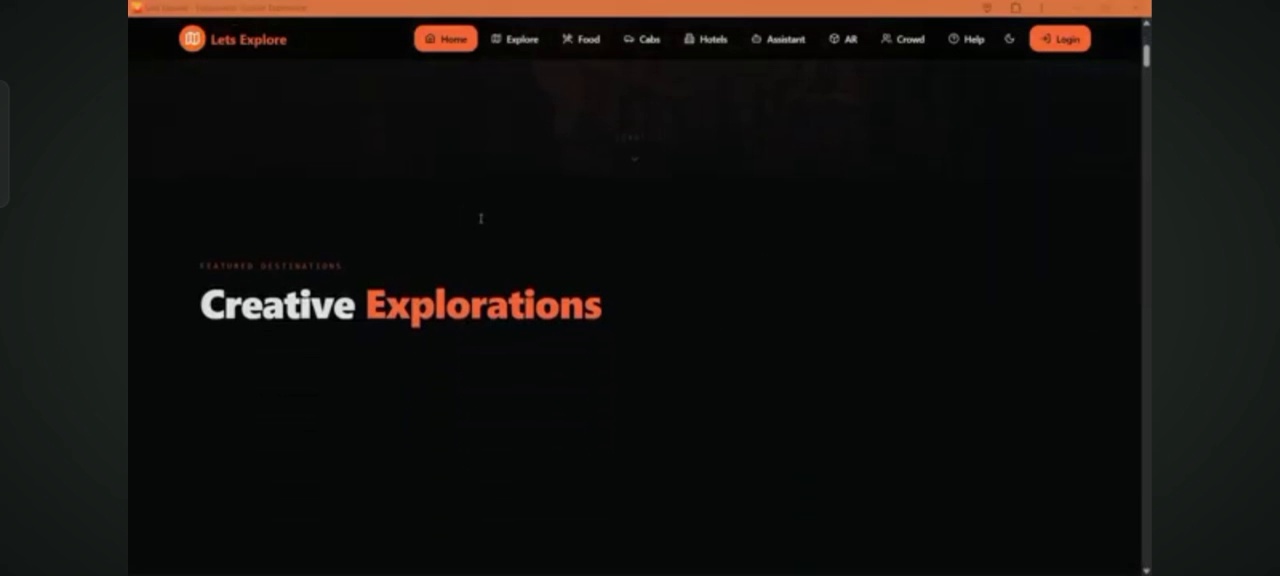 Lets Explore
Home
Explore
Food
Cabs
Hotels
Assistant
AR
Crowd
Help
Login
FEATURED DESTINATIONS
Creative Explorations